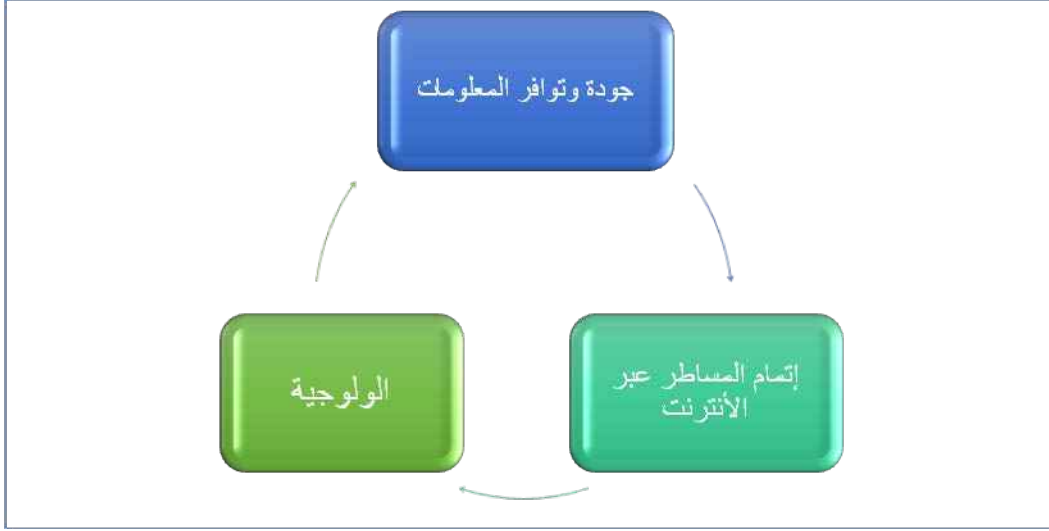 جودة وتوافر المعلومات
إتمام المساطر عبر
الأنترنت
الولوجية